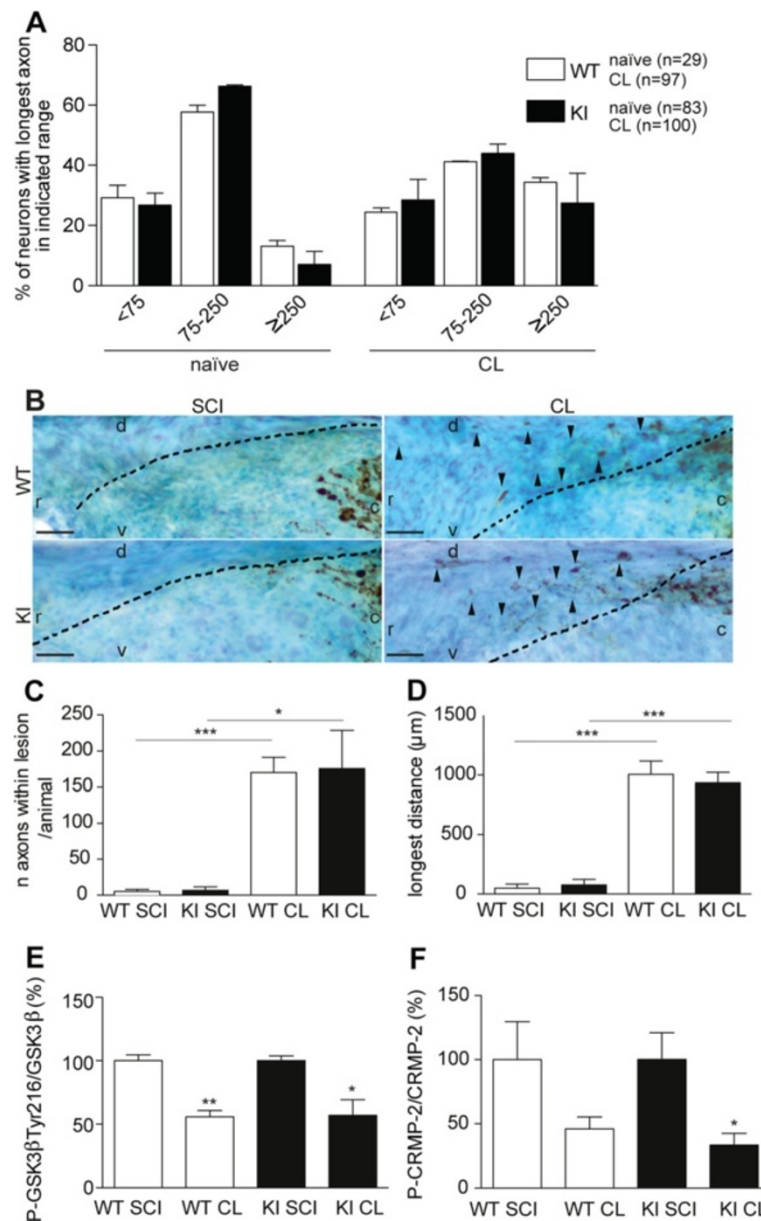 A
% of neurons with longest axon
in indicated range
80
60
40
20
0
WT naïve (n=29)
CL (n=97)
KI naïve (n=83)
CL (n=100)
<75 75-250 ≥250 <75 75-250 ≥250
naïve CL
B
SCI CL
WT
d d
r c r c
v v
KI
d d
r c r c
v v
C
n axons within lesion
/animal
250
200
150
100
50
0
*
***
WT SCI KI SCI WT CL KI CL
D
longest distance (µm)
1500
1000
500
0
***
***
WT SCI KI SCI WT CL KI CL
E
P-GSK3βTyr216/GSK3β (%)
150
100
50
0
** *
WT SCI WT CL KI SCI KI CL
F
P-CRMP-2/CRMP-2 (%)
150
100
50
0
*
WT SCI WT CL KI SCI KI CL